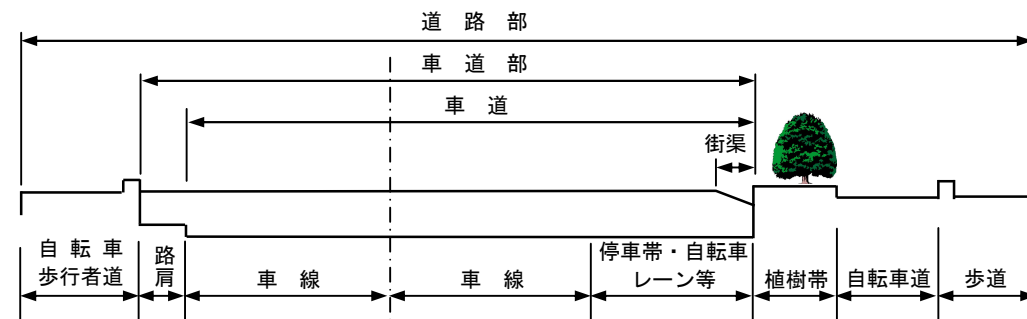 道路部
車道部
車道
街渠
自転車
歩行者道
路肩
車線
車線
停車帯・自転車
レーン等
植樹帯
自転車道
歩道